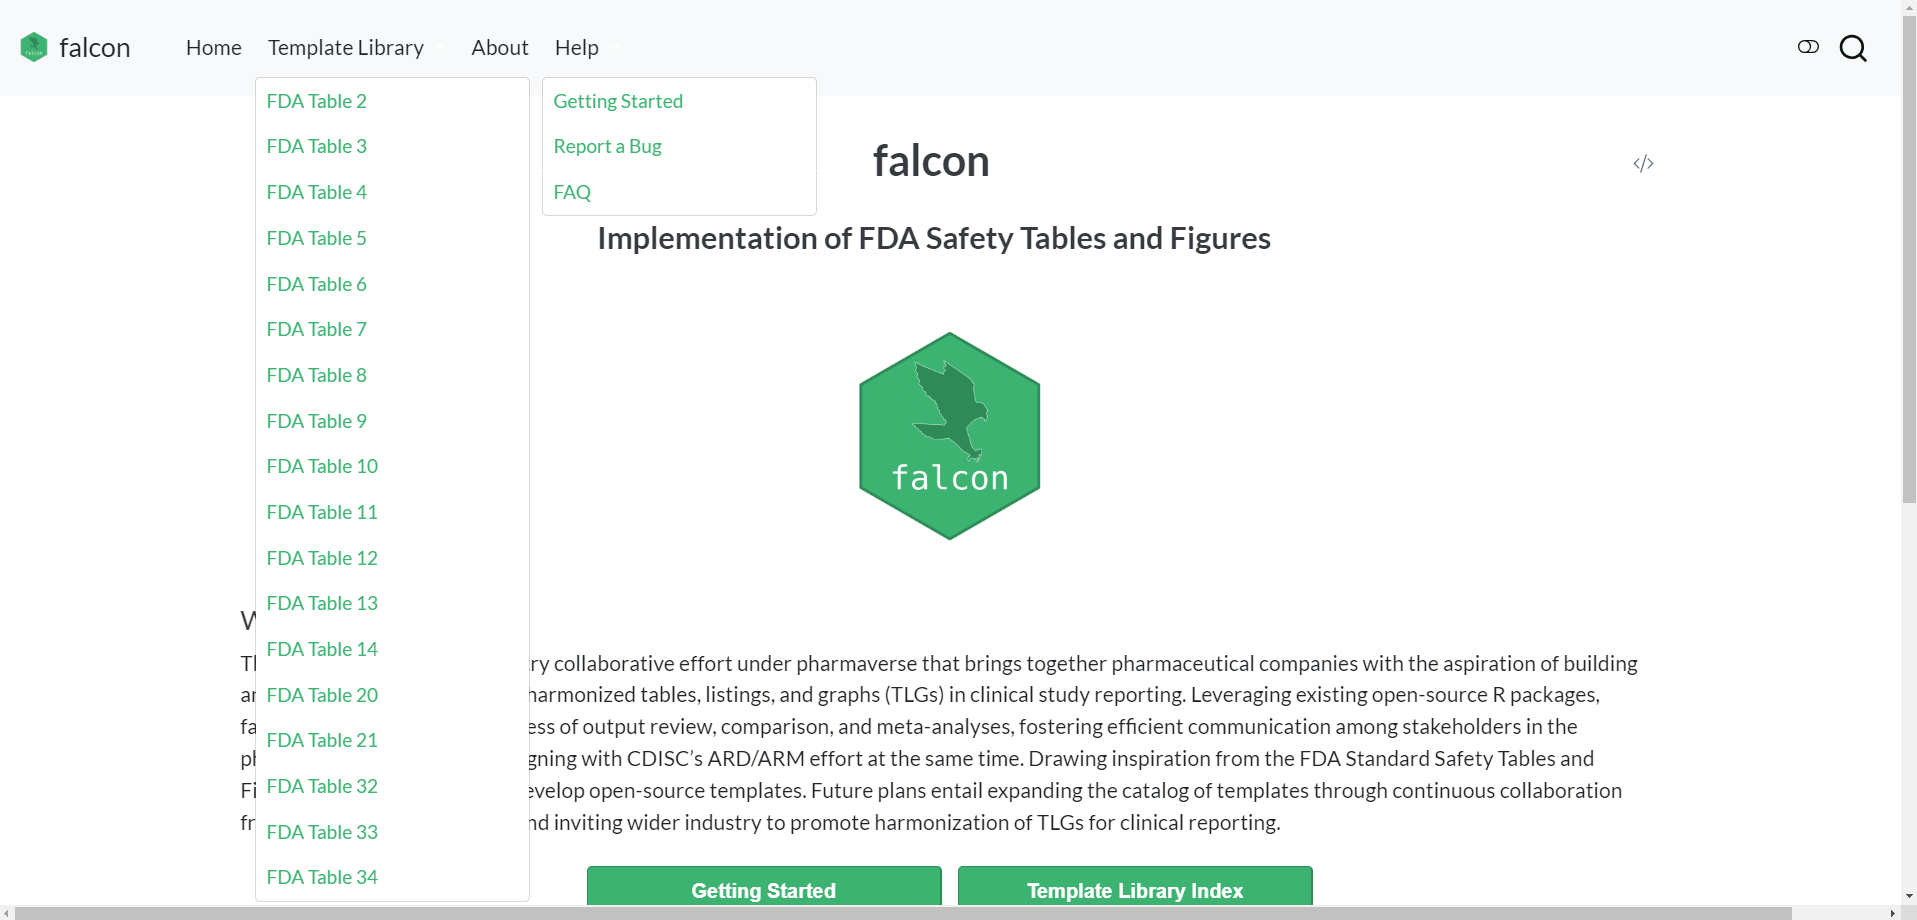 falcon
Home
Template Library
About
Help
FDA Table 2
FDA Table 3
FDA Table 4
FDA Table 5
FDA Table 6
FDA Table 7
FDA Table 8
FDA Table 9
FDA Table 10
FDA Table 11
FDA Table 12
FDA Table 13
FDA Table 14
FDA Table 20
FDA Table 21
FDA Table 32
FDA Table 33
FDA Table 34
Getting Started
Report a Bug
FAQ
falcon
</>
Implementation of FDA Safety Tables and Figures
falcon
collaborative effort under pharmaverse that brings together pharmaceutical companies with the aspiration of building
harmonized tables, listings, and graphs (TLGs) in clinical study reporting. Leveraging existing open-source R packages,
of output review, comparison, and meta-analyses, fostering efficient communication among stakeholders in the
with CDISC’s ARD/ARM effort at the same time. Drawing inspiration from the FDA Standard Safety Tables and
open-source templates. Future plans entail expanding the catalog of templates through continuous collaboration
inviting wider industry to promote harmonization of TLGs for clinical reporting.
Getting Started
Template Library Index